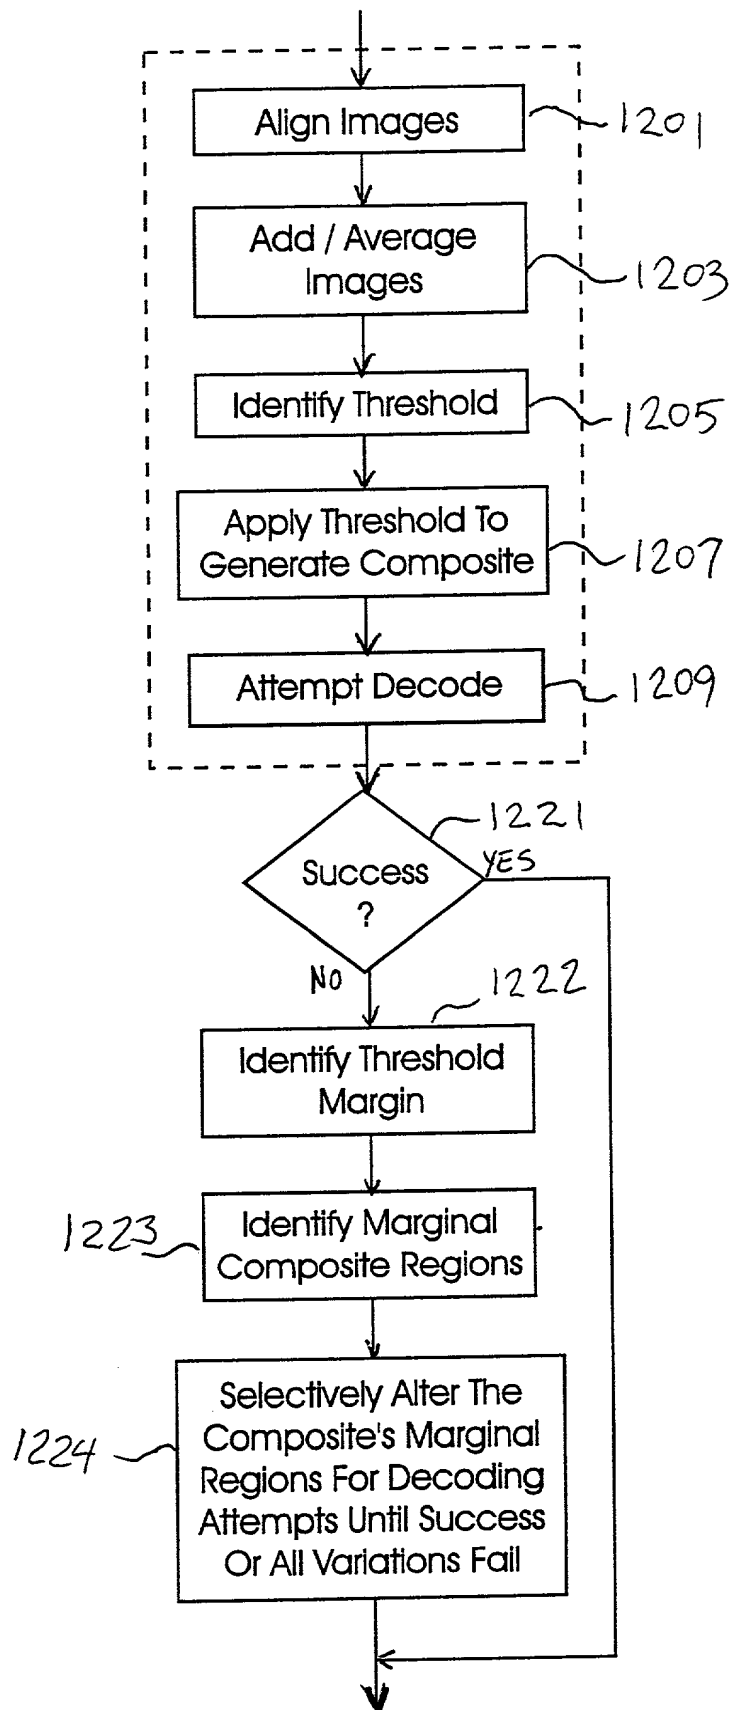 Align Images
1201
Add / Average
Images
1203
Identify Threshold
1205
Apply Threshold To
Generate Composite
1207
Attempt Decode
1209
1221
Success
?
YES
NO
1222
Identify Threshold
Margin
1223
Identify Marginal
Composite Regions
1224
Selectively Alter The
Composite's Marginal
Regions For Decoding
Attempts Until Success
Or All Variations Fail